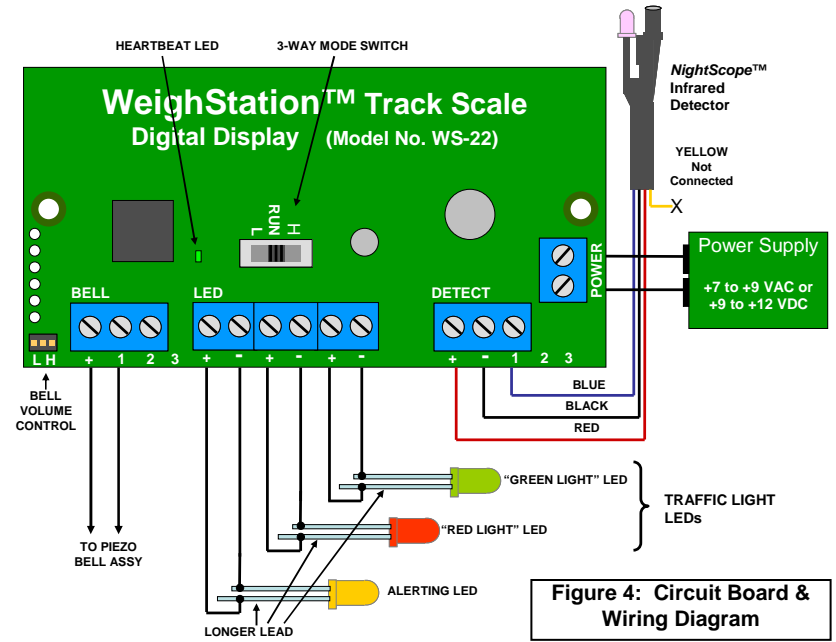 HEARTBEAT LED
3-WAY MODE SWITCH
NightScope™
Infrared
Detector
YELLOW
Not
Connected
X
WeighStation™ Track Scale
Digital Display (Model No. WS-22)
L RUN H
BELL
LED
DETECT
POWER
Power Supply
+7 to +9 VAC or
+9 to +12 VDC
L H
+ 1 2 3
+ - + - + -
+ - 1 2 3
BELL
VOLUME
CONTROL
BLUE
BLACK
RED
"GREEN LIGHT" LED
"RED LIGHT" LED
TRAFFIC LIGHT
LEDs
TO PIEZO
BELL ASSY
ALERTING LED
LONGER LEAD
Figure 4: Circuit Board &
Wiring Diagram